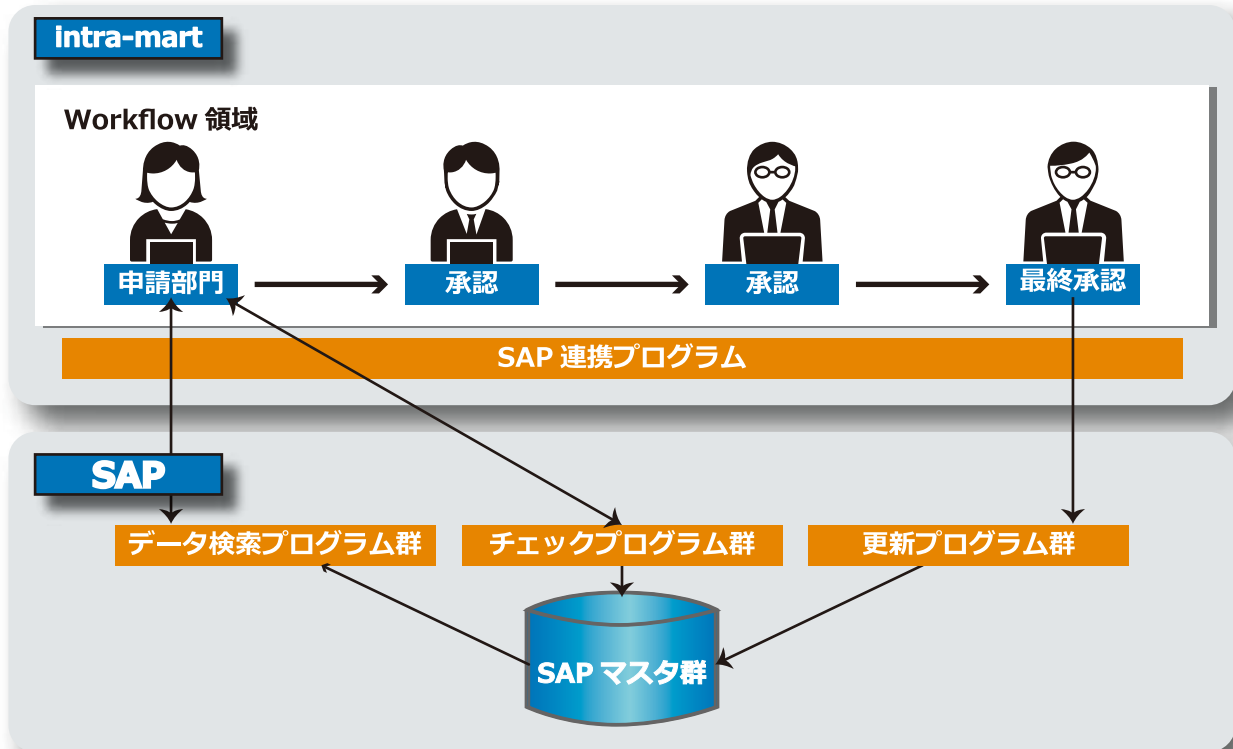 intra-mart
Workflow 領域
申請部門
承認
承認
最終承認
SAP 連携プログラム
SAP
データ検索プログラム群
チェックプログラム群
更新プログラム群
SAP マスタ群